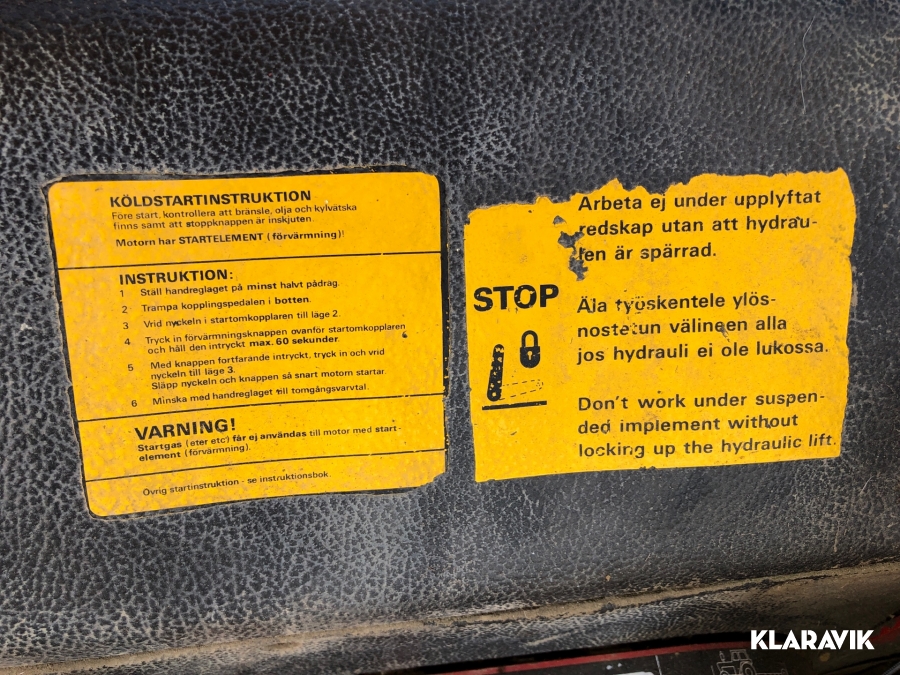 KÖLDSTARTINSTRUKTION
Före start, kontrollera att bränsle, olja och kylvätska
finns samt att stoppknappen är inskjuten.
Motorn har STARTELEMENT (förvärmning)!
INSTRUKTION:
1 Ställ handreglaget på minst halvt pådrag.
2 Trampa kopplingspedalen i botten.
3 Vrid nyckeln i startomkopplaren till läge 2.
4 Tryck in förvärmningsknappen ovanför startomkopplaren
och håll den intryckt max. 60 sekunder.
5 Med knappen fortfarande intryckt, tryck in och vrid
nyckeln till läge 3.
Släpp nyckeln och knappen så snart motorn startar.
6 Minska med handreglaget till tomgångsvarvtal.
VARNING!
Startgas (eter etc) får ej användas till motor med start-
element (förvärmning).
Övrig startinstruktion - se instruktionsbok.
STOP
Arbeta ej under upplyftat
redskap utan att hydrau-
len är spärrad.
Äla työskentele ylös-
nostetun välineen alla
jos hydrauli ei ole lukossa.
Don't work under suspen-
ded implement without
locking up the hydraulic lift.
KLARAVIK